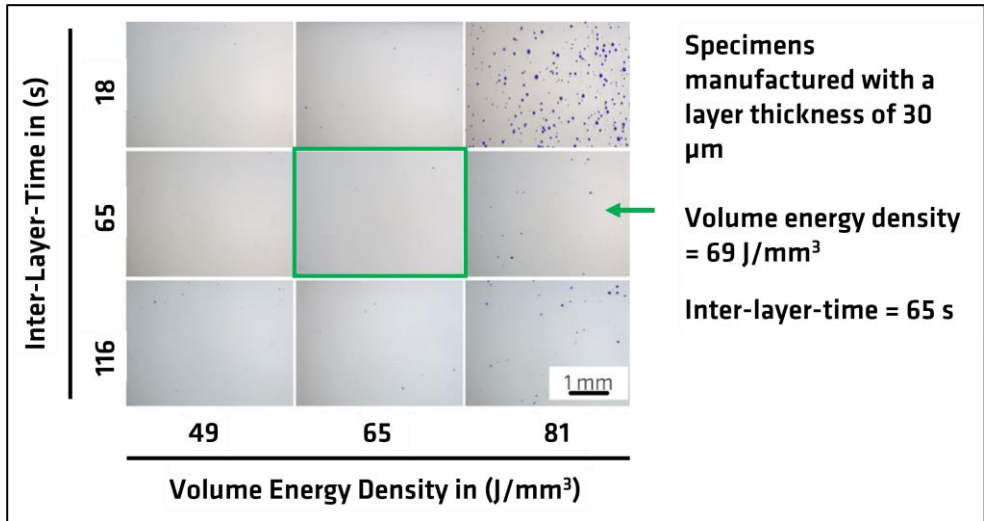 Inter-Layer-Time in (s)
18
65
116
1 mm
49
65
81
Volume Energy Density in (J/mm³)
Specimens
manufactured with a
layer thickness of 30
µm
Volume energy density
= 69 J/mm³
Inter-layer-time = 65 s